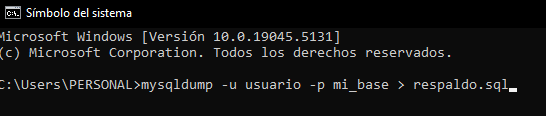 Símbolo del sistema
Microsoft Windows [Versión 10.0.19045.5131]
(c) Microsoft Corporation. Todos los derechos reservados.
C:\Users\PERSONAL>mysqldump -u usuario -p mi_base > respaldo.sql